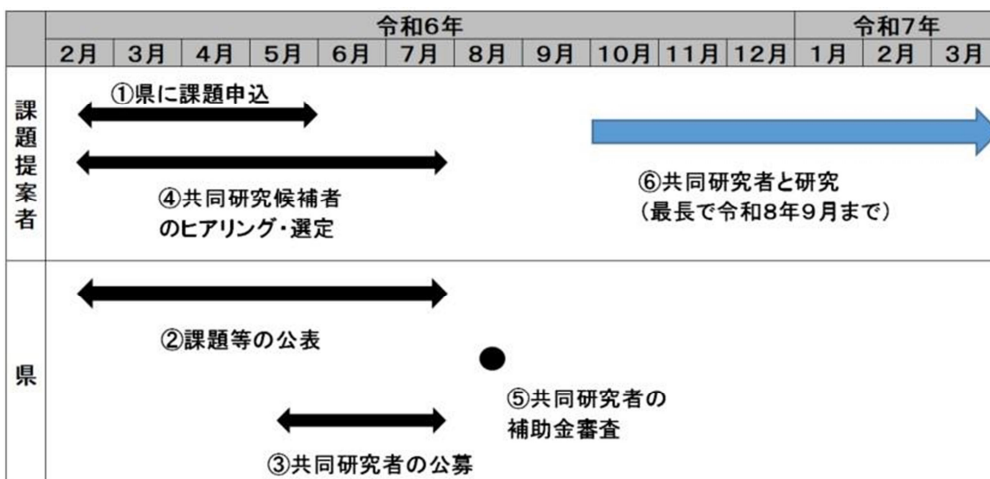 令和6年 令和7年
2月 3月 4月 5月 6月 7月 8月 9月 10月 11月 12月 1月 2月 3月
課題提案者
①県に課題申込
④共同研究候補者
のヒアリング・選定
⑥共同研究者と研究
(最長で令和8年9月まで)
県
②課題等の公表
⑤共同研究者の
補助金審査
③共同研究者の公募